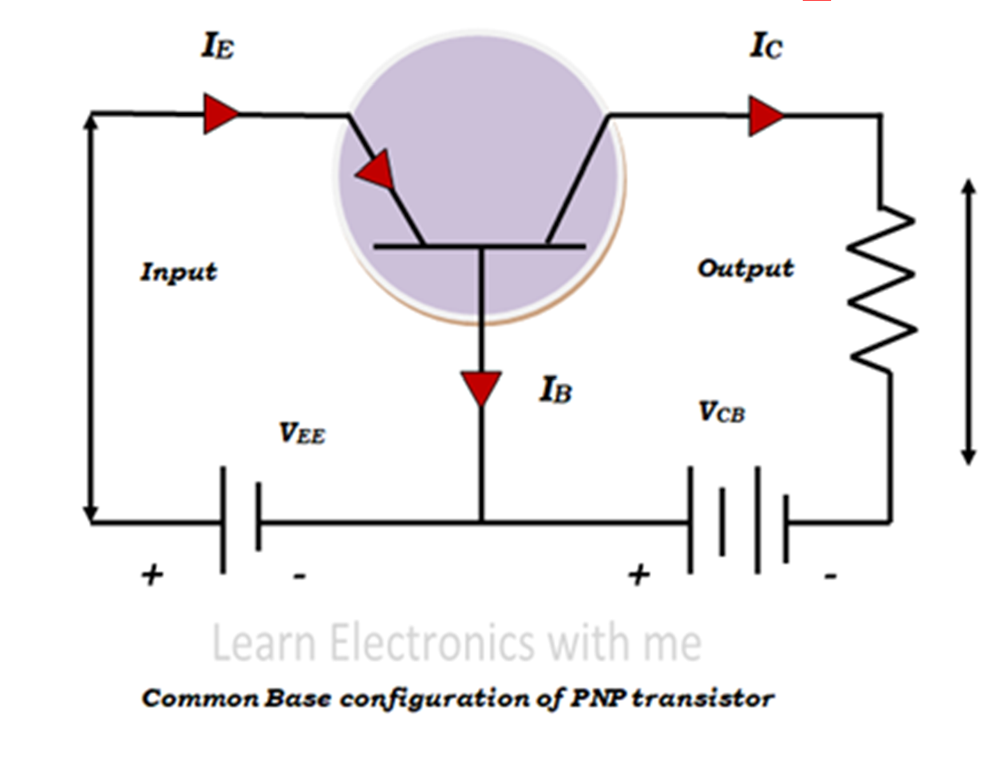 IE
IC
Input
Output
IB
VEE
VCB
+
-
+
-
Learn Electronics with me
Common Base configuration of PNP transistor